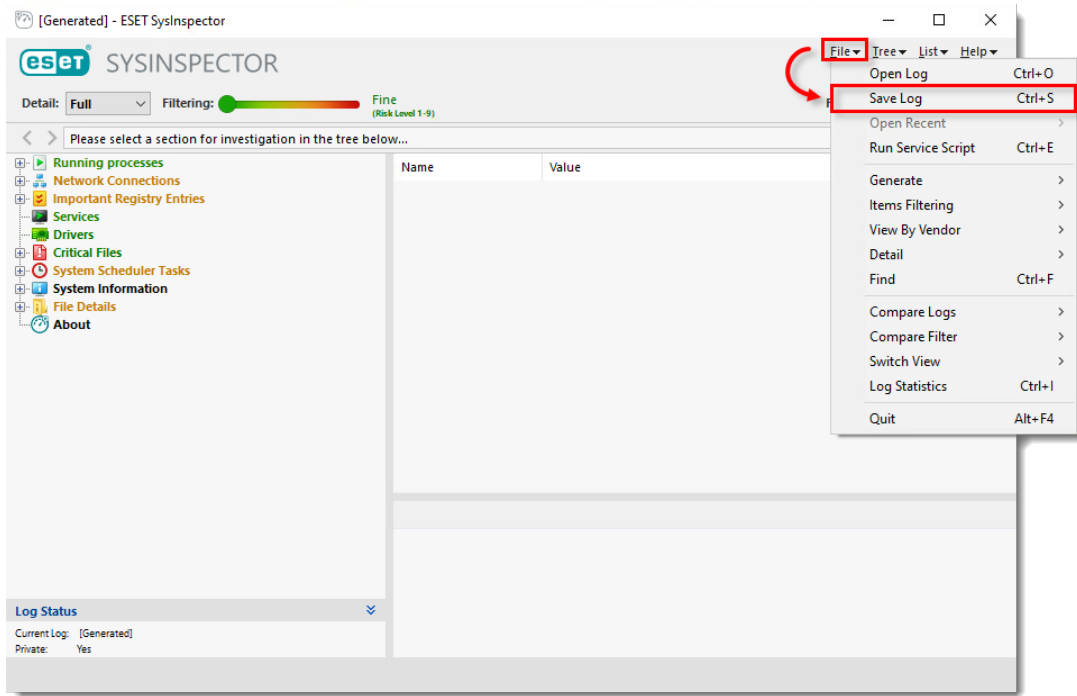 [Generated] - ESET SysInspector
eseT® SYSINSPECTOR
File Tree List Help
Detail: Full Filtering: Fine
(Risk Level 1-9)
Please select a section for investigation in the tree below...
Running processes
Network Connections
Important Registry Entries
Services
Drivers
Critical Files
System Scheduler Tasks
System Information
File Details
About
Name Value
Open Log Ctrl+O
Save Log Ctrl+S
Open Recent
Run Service Script Ctrl+E
Generate
Items Filtering
View By Vendor
Detail
Find Ctrl+F
Compare Logs
Compare Filter
Switch View
Log Statistics Ctrl+I
Quit Alt+F4
Log Status
Current Log: [Generated]
Private: Yes